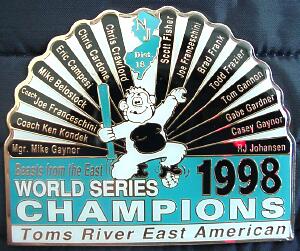 Mgr. Mike Gaynor
Coach Ken Kondek
Coach Joe Franceschini
Mike Belostock
Eric Campesi
Chris Cardone
Chris Crawford
NJ
Dist.
18
Scott Fisher
Joe Franceschini
Brad Frank
Todd Frazier
Tom Gannon
Gabe Gardner
Casey Gaynor
RJ Johansen
Beasts from the East
WORLD SERIES 1998
CHAMPIONS
Toms River East American